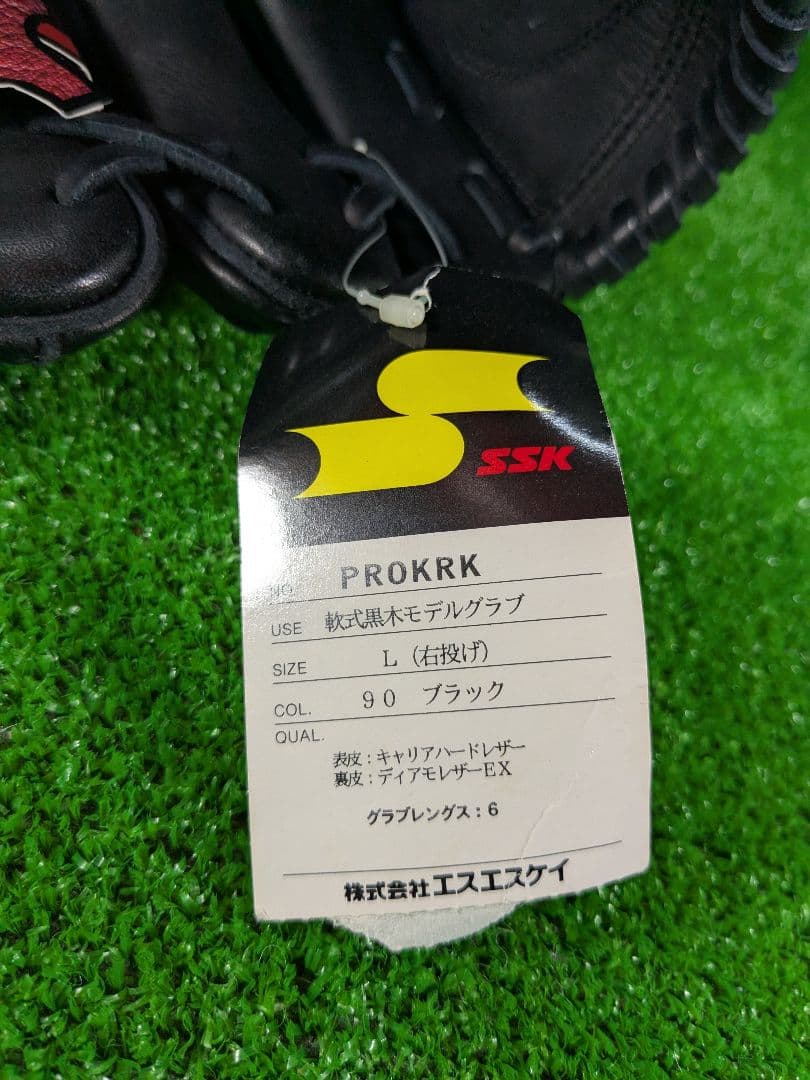 SSK
NO. PROKRK
USE 軟式黒木モデルグラブ
SIZE L (右投げ)
COL. 90 ブラック
QUAL.
表皮:キャリアハードレザー
裏皮:ディアモレザーEX
グラブレングス:6
株式会社エスエスケイ